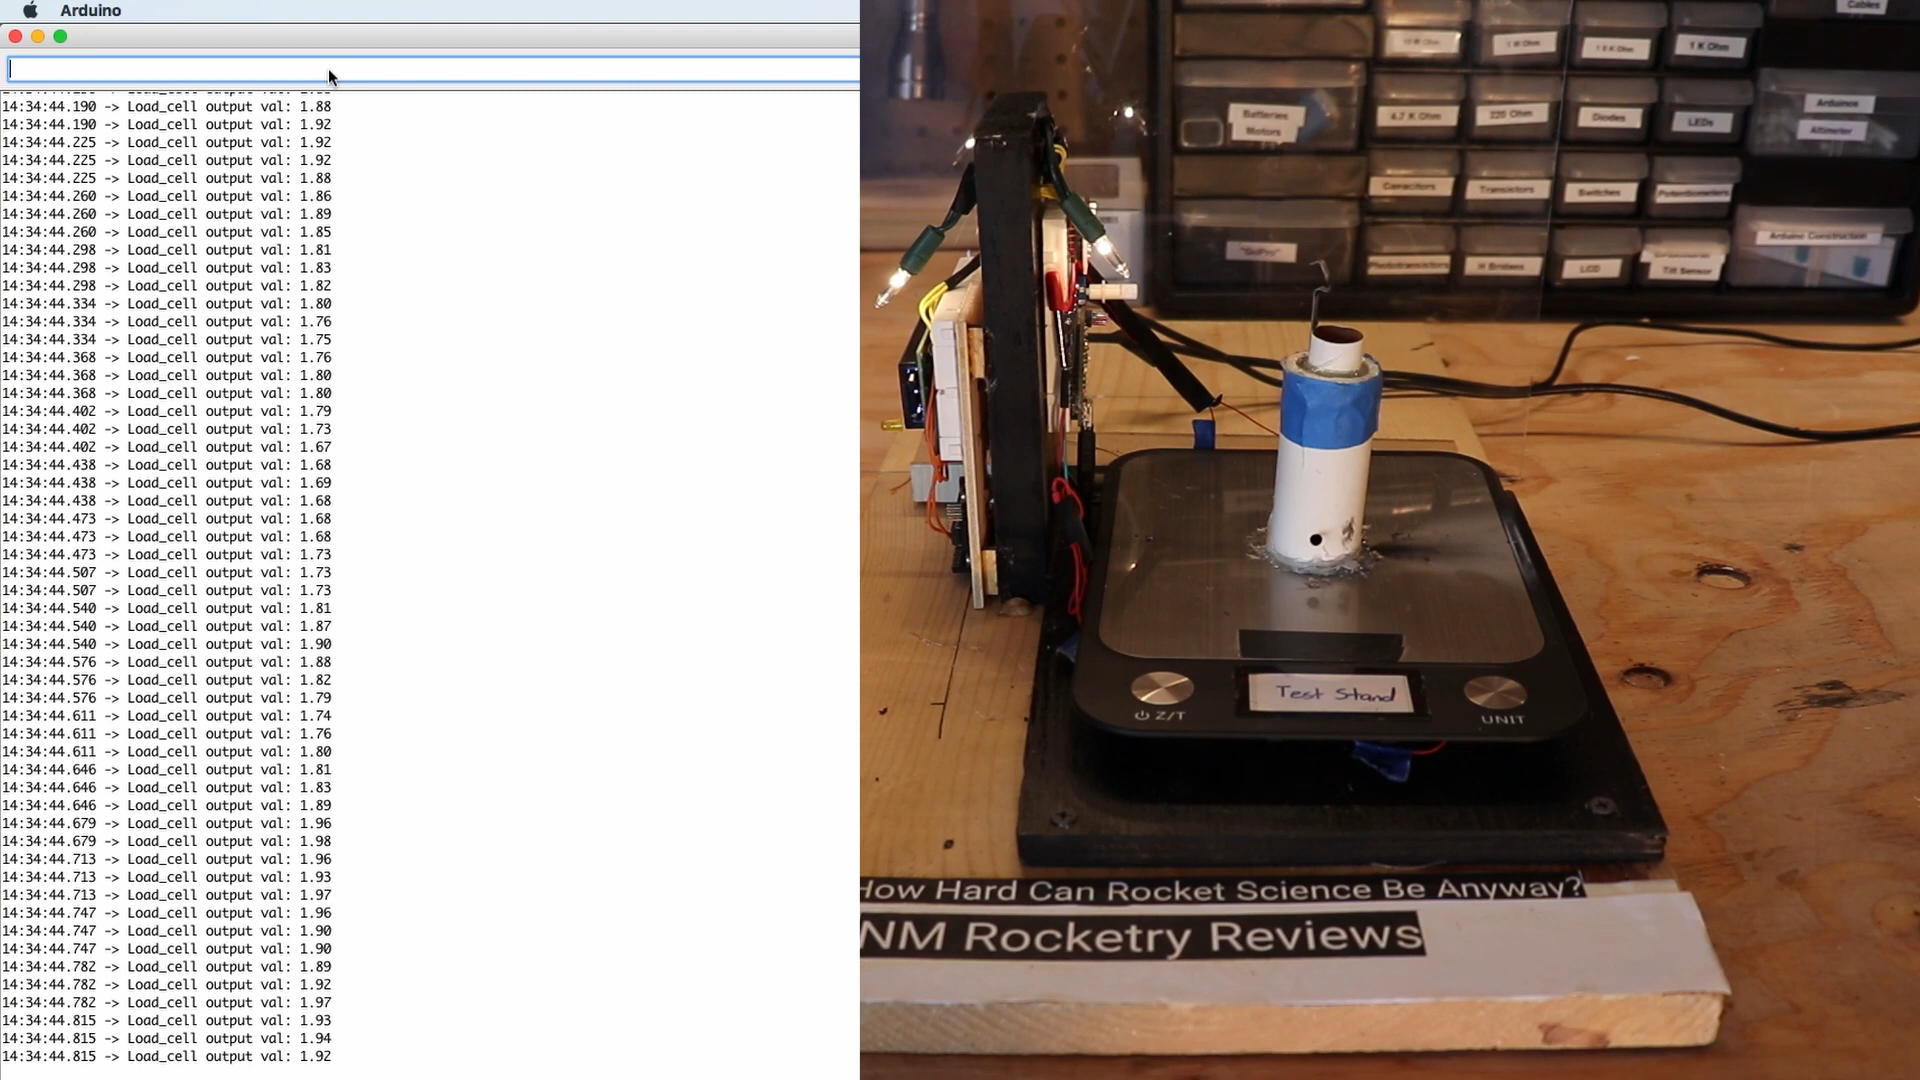 Arduino
14:34:44.190 -> Load_cell output val: 1.88
14:34:44.190 -> Load_cell output val: 1.92
14:34:44.225 -> Load_cell output val: 1.92
14:34:44.225 -> Load_cell output val: 1.92
14:34:44.225 -> Load_cell output val: 1.88
14:34:44.260 -> Load_cell output val: 1.86
14:34:44.260 -> Load_cell output val: 1.89
14:34:44.260 -> Load_cell output val: 1.85
14:34:44.298 -> Load_cell output val: 1.81
14:34:44.298 -> Load_cell output val: 1.83
14:34:44.298 -> Load_cell output val: 1.82
14:34:44.334 -> Load_cell output val: 1.80
14:34:44.334 -> Load_cell output val: 1.76
14:34:44.334 -> Load_cell output val: 1.75
14:34:44.368 -> Load_cell output val: 1.76
14:34:44.368 -> Load_cell output val: 1.80
14:34:44.368 -> Load_cell output val: 1.80
14:34:44.402 -> Load_cell output val: 1.79
14:34:44.402 -> Load_cell output val: 1.73
14:34:44.402 -> Load_cell output val: 1.67
14:34:44.438 -> Load_cell output val: 1.68
14:34:44.438 -> Load_cell output val: 1.69
14:34:44.438 -> Load_cell output val: 1.68
14:34:44.473 -> Load_cell output val: 1.68
14:34:44.473 -> Load_cell output val: 1.68
14:34:44.473 -> Load_cell output val: 1.73
14:34:44.507 -> Load_cell output val: 1.73
14:34:44.507 -> Load_cell output val: 1.73
14:34:44.540 -> Load_cell output val: 1.81
14:34:44.540 -> Load_cell output val: 1.87
14:34:44.540 -> Load_cell output val: 1.90
14:34:44.576 -> Load_cell output val: 1.88
14:34:44.576 -> Load_cell output val: 1.82
14:34:44.576 -> Load_cell output val: 1.79
14:34:44.611 -> Load_cell output val: 1.74
14:34:44.611 -> Load_cell output val: 1.76
14:34:44.611 -> Load_cell output val: 1.80
14:34:44.646 -> Load_cell output val: 1.81
14:34:44.646 -> Load_cell output val: 1.83
14:34:44.646 -> Load_cell output val: 1.89
14:34:44.679 -> Load_cell output val: 1.96
14:34:44.679 -> Load_cell output val: 1.98
14:34:44.713 -> Load_cell output val: 1.96
14:34:44.713 -> Load_cell output val: 1.93
14:34:44.713 -> Load_cell output val: 1.97
14:34:44.747 -> Load_cell output val: 1.96
14:34:44.747 -> Load_cell output val: 1.90
14:34:44.747 -> Load_cell output val: 1.90
14:34:44.782 -> Load_cell output val: 1.89
14:34:44.782 -> Load_cell output val: 1.92
14:34:44.782 -> Load_cell output val: 1.97
14:34:44.815 -> Load_cell output val: 1.93
14:34:44.815 -> Load_cell output val: 1.94
14:34:44.815 -> Load_cell output val: 1.92
Cables
1 K Ohm
Batteries
Motors
4.7 K Ohm
220 Ohm
Diodes
LEDs
Arduinos
Altimeter
Capacitors
Transistors
Switches
Potentiometers
"GoPro"
Phototransistors
H Bridges
LCD
Tilt Sensor
Arduino Construction
Test Stand
Z/T
UNIT
How Hard Can Rocket Science Be Anyway?
NM Rocketry Reviews